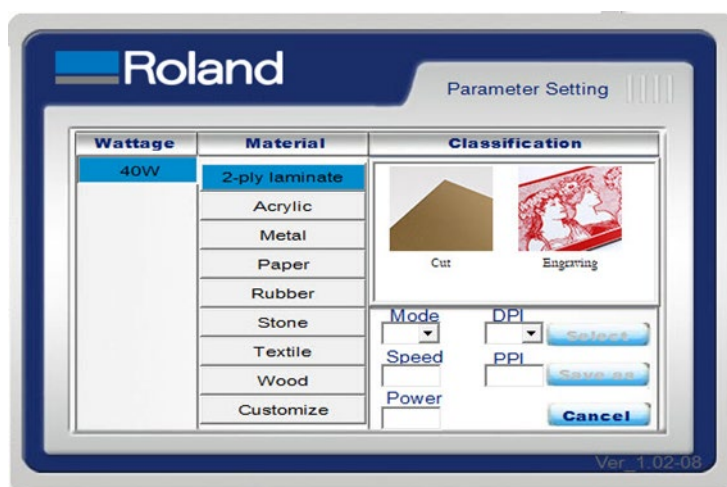 Roland
Parameter Setting
Wattage Material Classification
40W
2-ply laminate
Acrylic
Metal
Paper
Rubber
Stone
Textile
Wood
Customize
Cut Engraving
Mode DPI
Select
Speed PPI
Save as
Power
Cancel
Ver_1.02-08